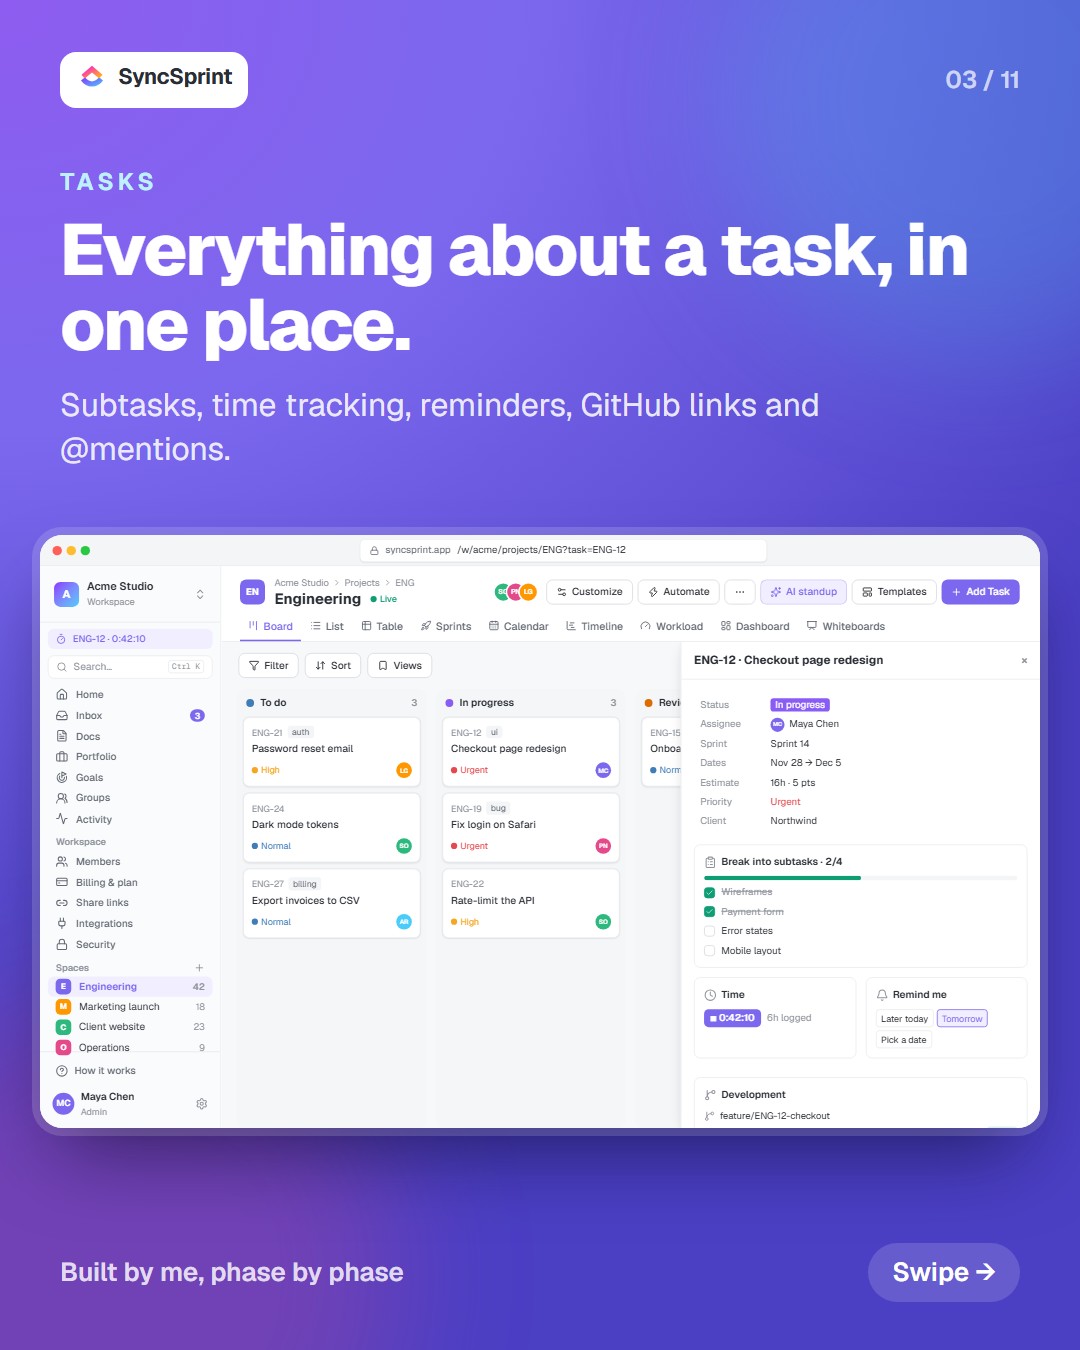 SyncSprint
03 / 11
TASKS
Everything about a task, in
one place.
Subtasks, time tracking, reminders, GitHub links and
@mentions.
syncsprint.app /w/acme/projects/ENG?task=ENG-12
A
Acme Studio
Workspace
ENG-12 · 0:42:10
Search...
Ctrl K
Home
Inbox 3
Docs
Portfolio
Goals
Groups
Activity
Workspace
Members
Billing & plan
Share links
Integrations
Security
Spaces +
E Engineering 42
M Marketing launch 18
C Client website 23
O Operations 9
How it works
MC Maya Chen
Admin
EN
Acme Studio > Projects > ENG
Engineering
Live
LG
Customize
Automate
...
AI standup
Templates
+ Add Task
Board
List
Table
Sprints
Calendar
Timeline
Workload
Dashboard
Whiteboards
Filter
Sort
Views
To do 3
ENG-21 auth
Password reset email
High LG
ENG-24
Dark mode tokens
Normal SO
ENG-27 billing
Export invoices to CSV
Normal AR
In progress 3
ENG-12 ui
Checkout page redesign
Urgent MC
ENG-19 bug
Fix login on Safari
Urgent PN
ENG-22
Rate-limit the API
High SO
ENG-12 · Checkout page redesign ×
Status In progress
Assignee MC Maya Chen
Sprint Sprint 14
Dates Nov 28 → Dec 5
Estimate 16h · 5 pts
Priority Urgent
Client Northwind
Break into subtasks · 2/4
Wireframes
Payment form
Error states
Mobile layout
Time
0:42:10 6h logged
Remind me
Later today
Tomorrow
Pick a date
Development
feature/ENG-12-checkout
Built by me, phase by phase
Swipe →